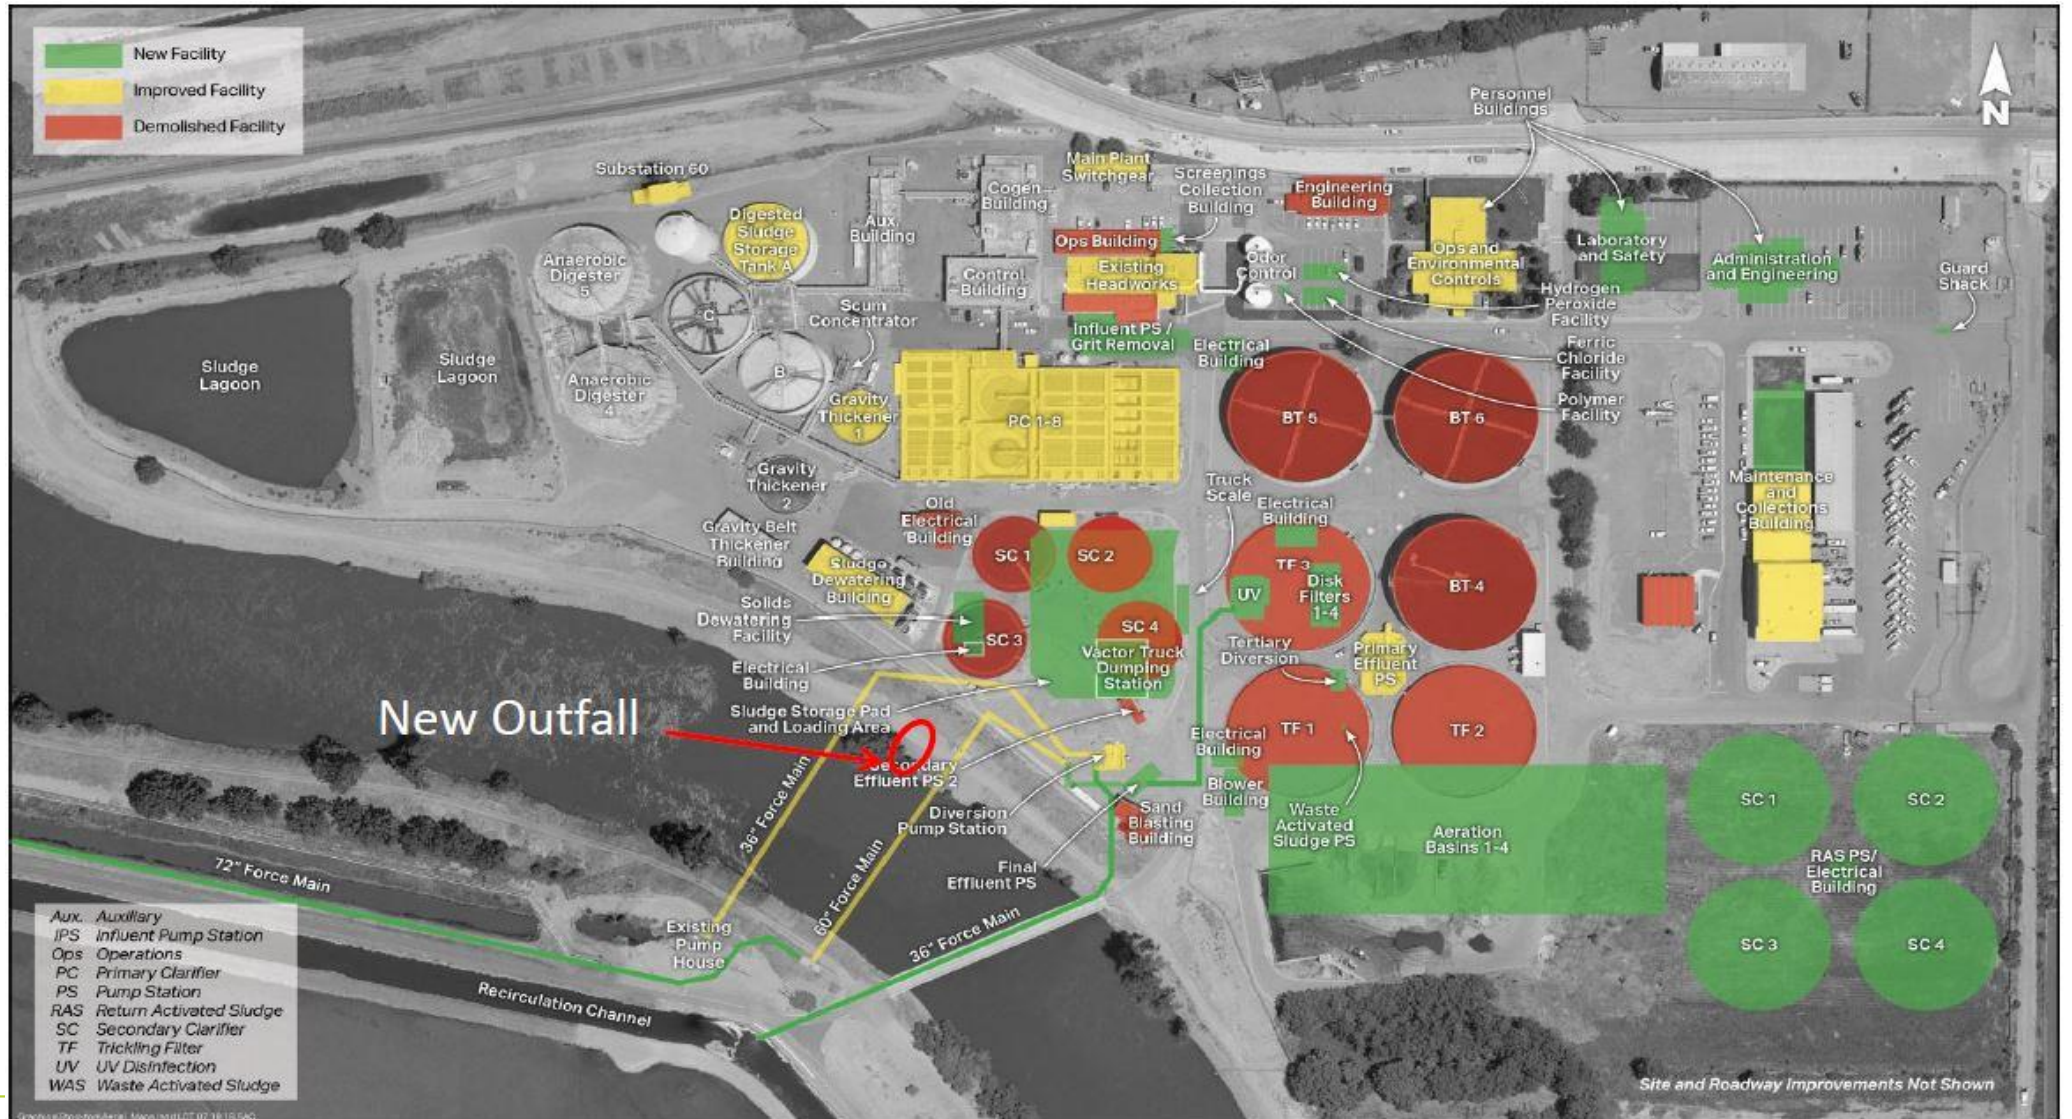 New Facility
Improved Facility
Demolished Facility
N
Personnel
Buildings
Substation 60
Main Plant
Switchgear
Screenings
Collection
Building
Engineering
Building
Cogen
Building
Digested
Sludge
Storage
Tank A
Aux.
Building
Ops Building
Anaerobic
Digester
5
Control
Building
Existing
Headworks
Odor
Control
Ops and
Environmental
Controls
Laboratory
and Safety
Administration
and Engineering
Guard
Shack
Hydrogen
Peroxide
Facility
C
Scum
Concentrator
Influent PS /
Grit Removal
Electrical
Building
Ferric
Chloride
Facility
Sludge
Lagoon
Sludge
Lagoon
Anaerobic
Digester
4
B
Gravity
Thickener
1
PC 1-8
BT 5
BT 6
Polymer
Facility
Gravity
Thickener
2
Truck
Scale
Maintenance
and
Collections
Building
Old
Electrical
Building
Electrical
Building
Gravity Belt
Thickener
Building
SC 1
SC 2
Sludge
Dewatering
Building
TF 3
Disk
Filters
1-4
UV
BT 4
Solids
Dewatering
Facility
SC 3
SC 4
Vactor Truck
Dumping
Station
Tertiary
Diversion
Primary
Effluent
PS
Electrical
Building
New Outfall
Sludge Storage Pad
and Loading Area
TF 1
TF 2
Electrical
Building
Secondary
Effluent PS 2
36" Force Main
Blower
Building
Diversion
Pump Station
Sand
Blasting
Building
Waste
Activated
Sludge PS
Aeration
Basins 1-4
SC 1
SC 2
RAS PS/
Electrical
Building
Final
Effluent PS
60" Force Main
72" Force Main
36" Force Main
Existing
Pump
House
SC 3
SC 4
Recirculation Channel
Aux. Auxiliary
IPS Influent Pump Station
Ops Operations
PC Primary Clarifier
PS Pump Station
RAS Return Activated Sludge
SC Secondary Clarifier
TF Trickling Filter
UV UV Disinfection
WAS Waste Activated Sludge
Site and Roadway Improvements Not Shown